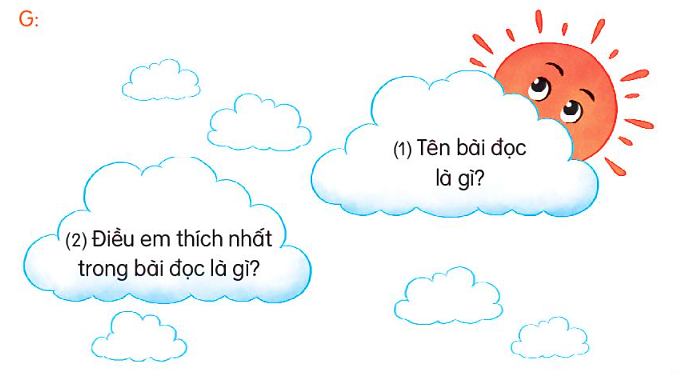 G:
(1) Tên bài đọc
là gì?
(2) Điều em thích nhất
trong bài đọc là gì?